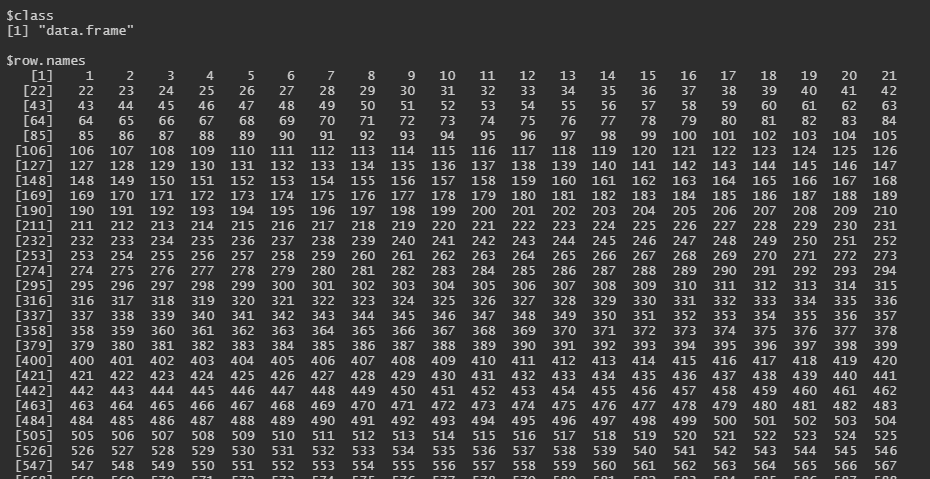 $class
[1] "data.frame"
$row.names
[1] 1 2 3 4 5 6 7 8 9 10 11 12 13 14 15 16 17 18 19 20 21
[22] 22 23 24 25 26 27 28 29 30 31 32 33 34 35 36 37 38 39 40 41 42
[43] 43 44 45 46 47 48 49 50 51 52 53 54 55 56 57 58 59 60 61 62 63
[64] 64 65 66 67 68 69 70 71 72 73 74 75 76 77 78 79 80 81 82 83 84
[85] 85 86 87 88 89 90 91 92 93 94 95 96 97 98 99 100 101 102 103 104 105
[106] 106 107 108 109 110 111 112 113 114 115 116 117 118 119 120 121 122 123 124 125 126
[127] 127 128 129 130 131 132 133 134 135 136 137 138 139 140 141 142 143 144 145 146 147
[148] 148 149 150 151 152 153 154 155 156 157 158 159 160 161 162 163 164 165 166 167 168
[169] 169 170 171 172 173 174 175 176 177 178 179 180 181 182 183 184 185 186 187 188 189
[190] 190 191 192 193 194 195 196 197 198 199 200 201 202 203 204 205 206 207 208 209 210
[211] 211 212 213 214 215 216 217 218 219 220 221 222 223 224 225 226 227 228 229 230 231
[232] 232 233 234 235 236 237 238 239 240 241 242 243 244 245 246 247 248 249 250 251 252
[253] 253 254 255 256 257 258 259 260 261 262 263 264 265 266 267 268 269 270 271 272 273
[274] 274 275 276 277 278 279 280 281 282 283 284 285 286 287 288 289 290 291 292 293 294
[295] 295 296 297 298 299 300 301 302 303 304 305 306 307 308 309 310 311 312 313 314 315
[316] 316 317 318 319 320 321 322 323 324 325 326 327 328 329 330 331 332 333 334 335 336
[337] 337 338 339 340 341 342 343 344 345 346 347 348 349 350 351 352 353 354 355 356 357
[358] 358 359 360 361 362 363 364 365 366 367 368 369 370 371 372 373 374 375 376 377 378
[379] 379 380 381 382 383 384 385 386 387 388 389 390 391 392 393 394 395 396 397 398 399
[400] 400 401 402 403 404 405 406 407 408 409 410 411 412 413 414 415 416 417 418 419 420
[421] 421 422 423 424 425 426 427 428 429 430 431 432 433 434 435 436 437 438 439 440 441
[442] 442 443 444 445 446 447 448 449 450 451 452 453 454 455 456 457 458 459 460 461 462
[463] 463 464 465 466 467 468 469 470 471 472 473 474 475 476 477 478 479 480 481 482 483
[484] 484 485 486 487 488 489 490 491 492 493 494 495 496 497 498 499 500 501 502 503 504
[505] 505 506 507 508 509 510 511 512 513 514 515 516 517 518 519 520 521 522 523 524 525
[526] 526 527 528 529 530 531 532 533 534 535 536 537 538 539 540 541 542 543 544 545 546
[547] 547 548 549 550 551 552 553 554 555 556 557 558 559 560 561 562 563 564 565 566 567